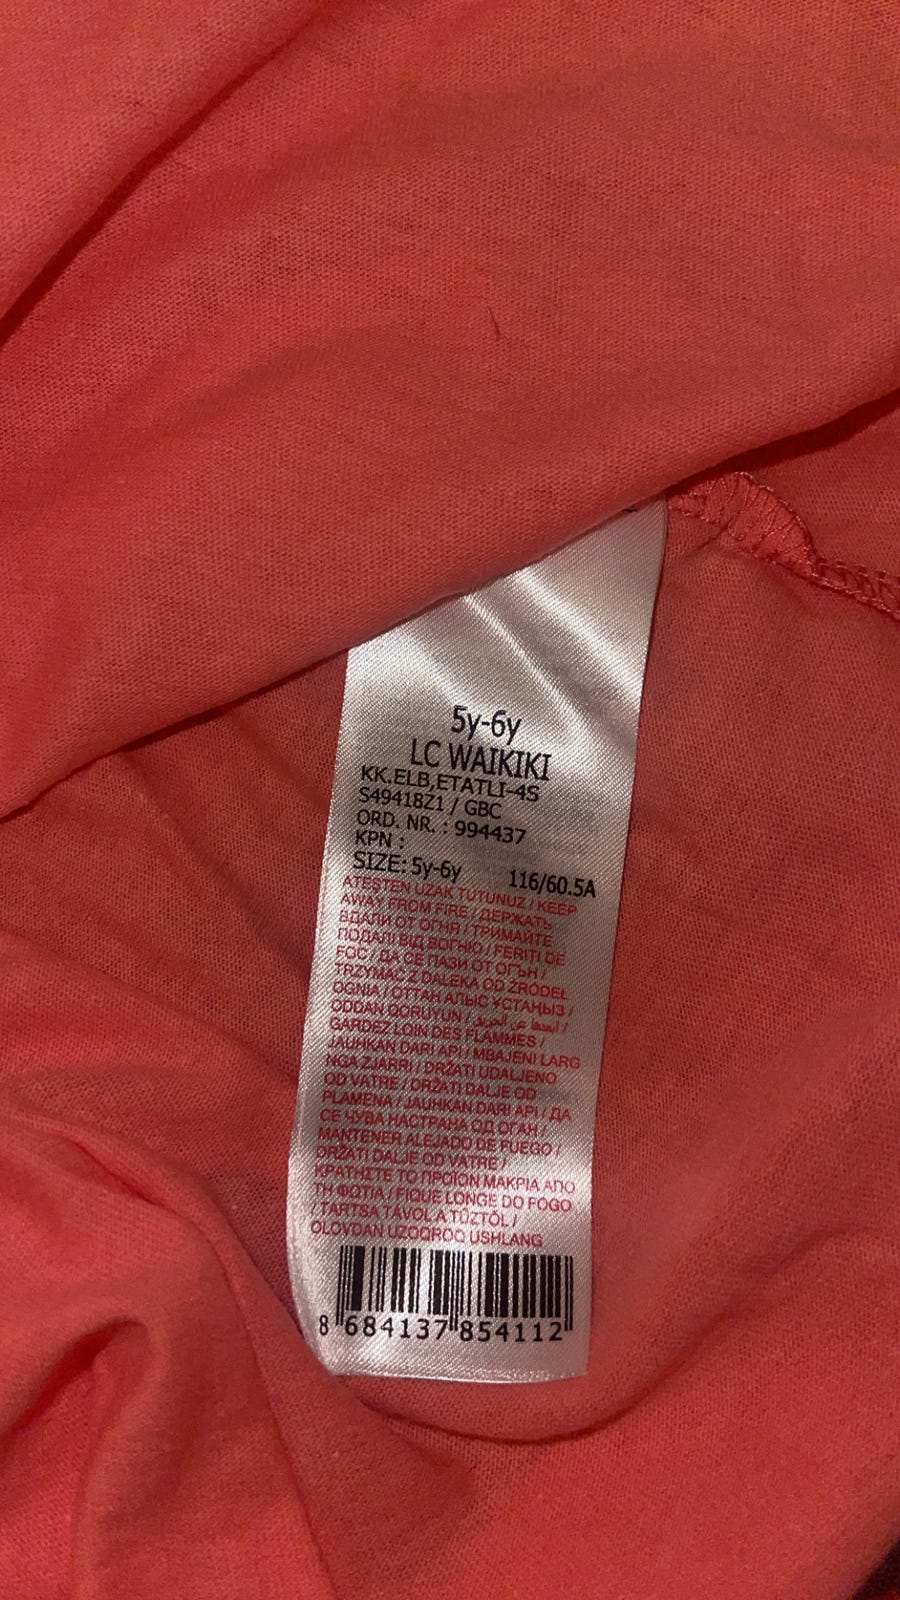 5y-6y
LC WAIKIKI
KK.ELB,ETATLI-4S
S49418Z1 / GBC
ORD. NR. : 994437
KPN :
SIZE: 5y-6y 116/60.5A
ATEŞTEN UZAK TUTUNUZ / KEEP
AWAY FROM FIRE / ДЕРЖАТЬ
ВДАЛИ ОТ ОГНЯ / ТРИМАЙТЕ
ПОДАЛІ ВІД ВОГНЮ / FERITI DE
FOC / ДА СЕ ПАЗИ ОТ ОГЪН /
TRZYMAĆ Z DALEKA OD ŹRÓDEŁ
OGNIA / ОТТАН АЛЫС ҰСТАҢЫЗ /
ODDAN QORUYUN / أبعدها عن الحريق /
GARDEZ LOIN DES FLAMMES /
JAUHKAN DARI API / MBAJENI LARG
NGA ZJARRI / DRŽATI UDALJENO
OD VATRE / DRŽATI DALJE OD
PLAMENA / JAUHKAN DARI API / ДА
СЕ ЧУВА НАСТРАНА ОД ОГАН /
MANTENER ALEJADO DE FUEGO /
DRŽATI DALJE OD VATRE /
ΚΡΑΤΗΣΤΕ ΤΟ ΠΡΟΙΟΝ ΜΑΚΡΙΑ ΑΠΟ
ΤΗ ΦΩΤΙΑ / FIQUE LONGE DO FOGO
/ TARTSA TÁVOL A TŰZTŐL /
OLOVDAN UZOQROQ USHLANG
8 684137 854112